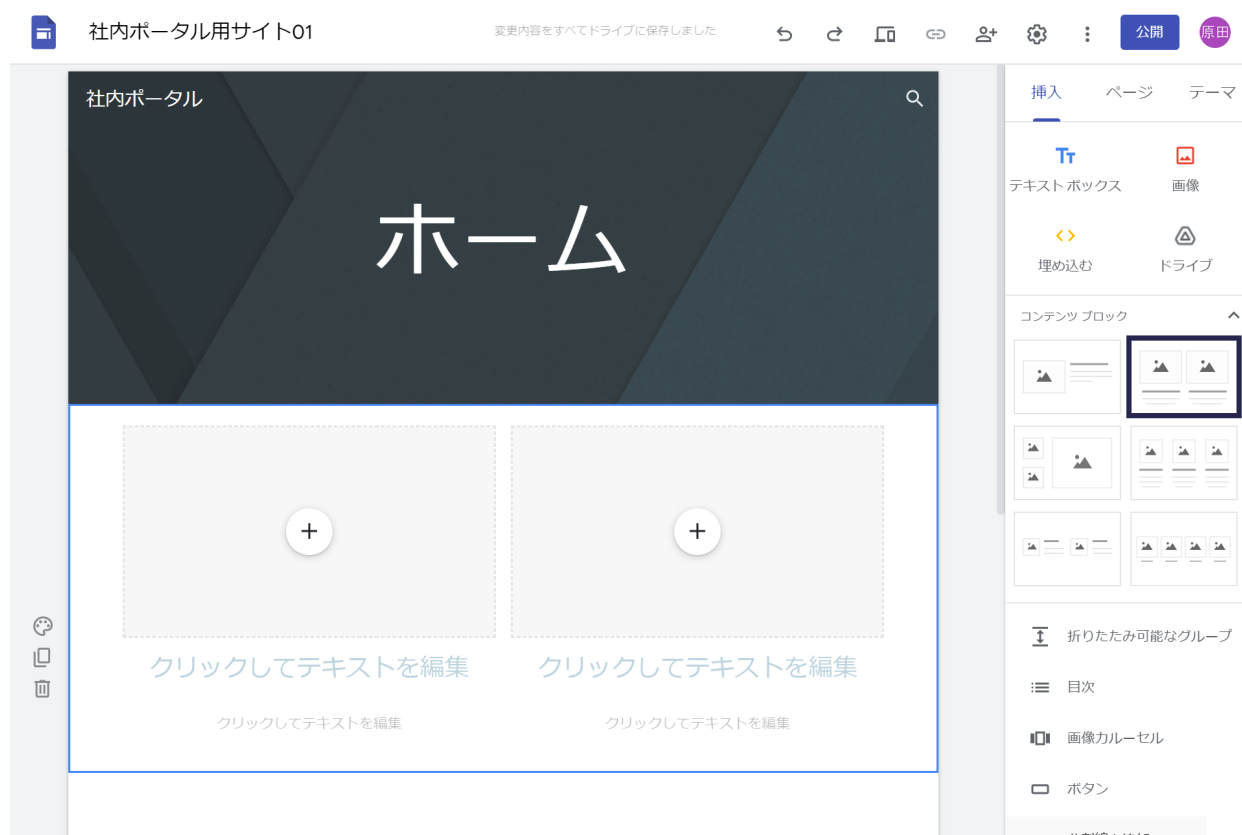 社内ポータル用サイト01
変更内容をすべてドライブに保存しました
公開
原田
社内ポータル
ホーム
クリックしてテキストを編集
クリックしてテキストを編集
クリックしてテキストを編集
クリックしてテキストを編集
挿入
ページ
テーマ
テキスト ボックス
画像
埋め込む
ドライブ
コンテンツ ブロック
折りたたみ可能なグループ
目次
画像カルーセル
ボタン